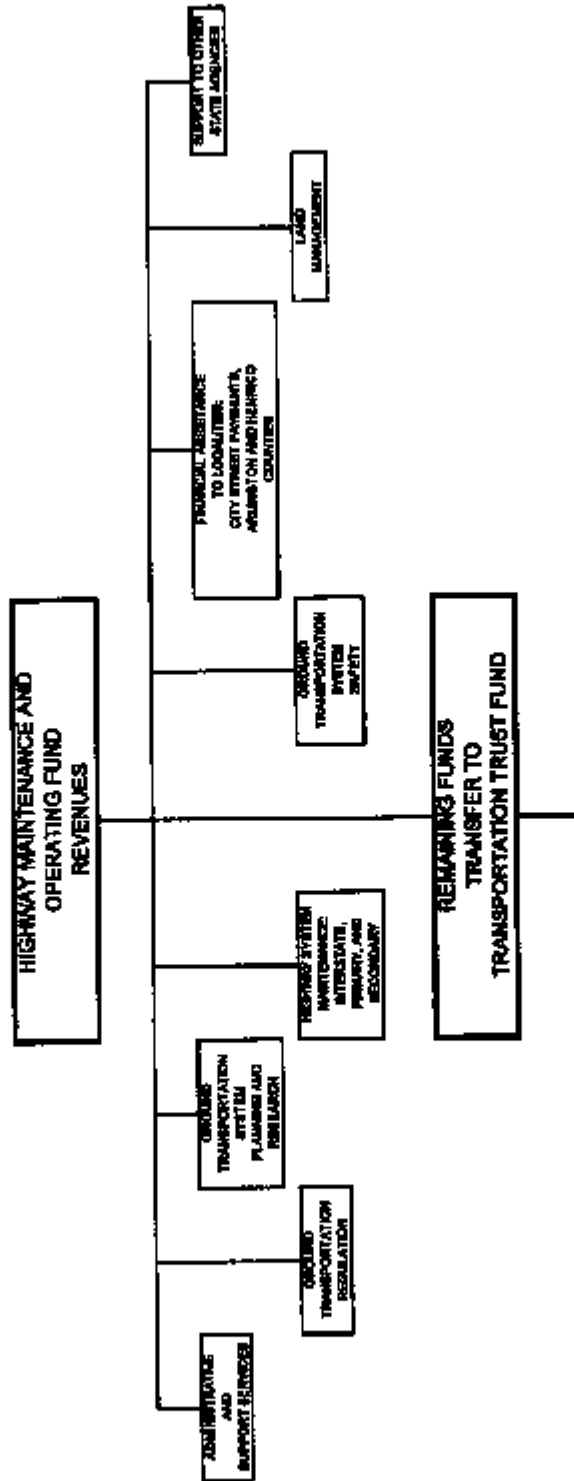 HIGHWAY MAINTENANCE AND
OPERATING FUND
REVENUES
ADMINISTRATIVE
AND
SUPPORT SERVICES
GROUND
TRANSPORTATION
REGULATION
GROUND
TRANSPORTATION
SYSTEM
PLANNING AND
RESEARCH
HIGHWAY SYSTEM
MAINTENANCE:
INTERSTATE,
PRIMARY, AND
SECONDARY
GROUND
TRANSPORTATION
SYSTEM
SAFETY
FINANCIAL ASSISTANCE
TO LOCALITIES:
CITY STREET PAYMENTS,
ARLINGTON AND HENRICO
COUNTIES
LAND
MANAGEMENT
SUPPORT TO OTHER
STATE AGENCIES
REMAINING FUNDS
TRANSFER TO
TRANSPORTATION TRUST FUND